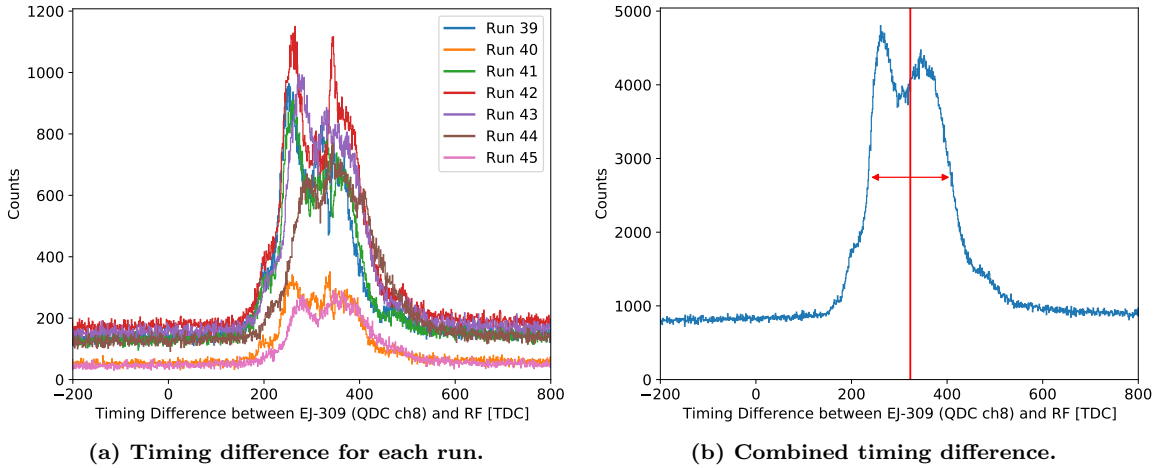 1200
1000
800
600
400
200
0
Counts
Run 39
Run 40
Run 41
Run 42
Run 43
Run 44
Run 45
−200 0 200 400 600 800
Timing Difference between EJ-309 (QDC ch8) and RF [TDC]
(a) Timing difference for each run.
5000
4000
3000
2000
1000
0
Counts
−200 0 200 400 600 800
Timing Difference between EJ-309 (QDC ch8) and RF [TDC]
(b) Combined timing difference.